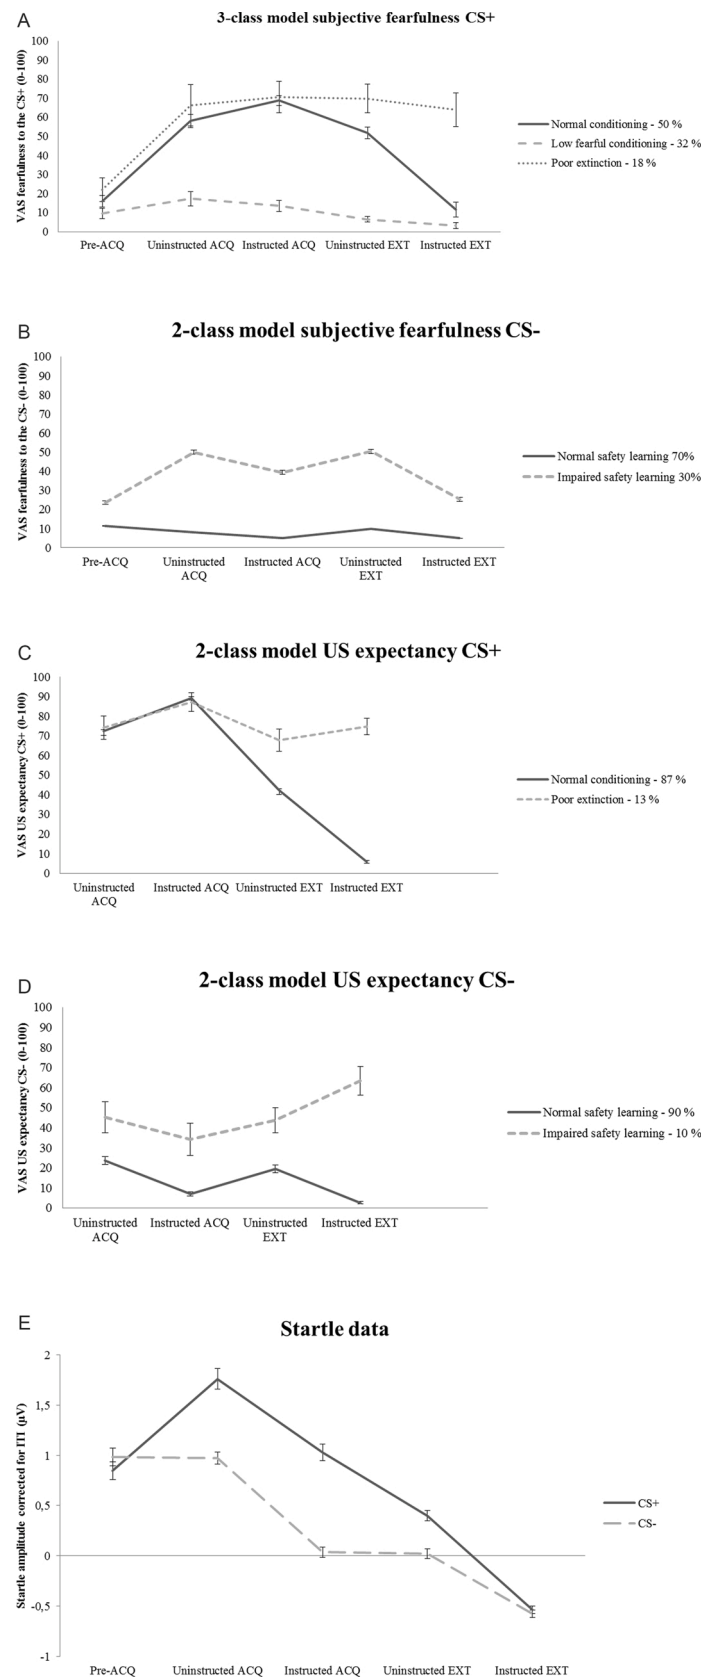 A
3-class model subjective fearfulness CS+
VAS fearfulness to the CS+ (0-100)
100
90
80
70
60
50
40
30
20
10
0
Pre-ACQ
Uninstructed ACQ
Instructed ACQ
Uninstructed EXT
Instructed EXT
Normal conditioning - 50 %
Low fearful conditioning - 32 %
Poor extinction - 18 %
B
2-class model subjective fearfulness CS-
VAS fearfulness to the CS- (0-100)
100
90
80
70
60
50
40
30
20
10
0
Pre-ACQ
Uninstructed
ACQ
Instructed ACQ
Uninstructed
EXT
Instructed EXT
Normal safety learning 70%
Impaired safety learning 30%
C
2-class model US expectancy CS+
VAS US expectancy CS+ (0-100)
100
90
80
70
60
50
40
30
20
10
0
Uninstructed
ACQ
Instructed ACQ
Uninstructed EXT
Instructed EXT
Normal conditioning - 87 %
Poor extinction - 13 %
D
2-class model US expectancy CS-
VAS US expectancy CS- (0-100)
100
90
80
70
60
50
40
30
20
10
0
Uninstructed
ACQ
Instructed ACQ
Uninstructed
EXT
Instructed EXT
Normal safety learning - 90 %
Impaired safety learning - 10 %
E
Startle data
Startle amplitude corrected for ITI (µV)
2
1,5
1
0,5
0
-0,5
-1
Pre-ACQ
Uninstructed ACQ
Instructed ACQ
Uninstructed EXT
Instructed EXT
CS+
CS-